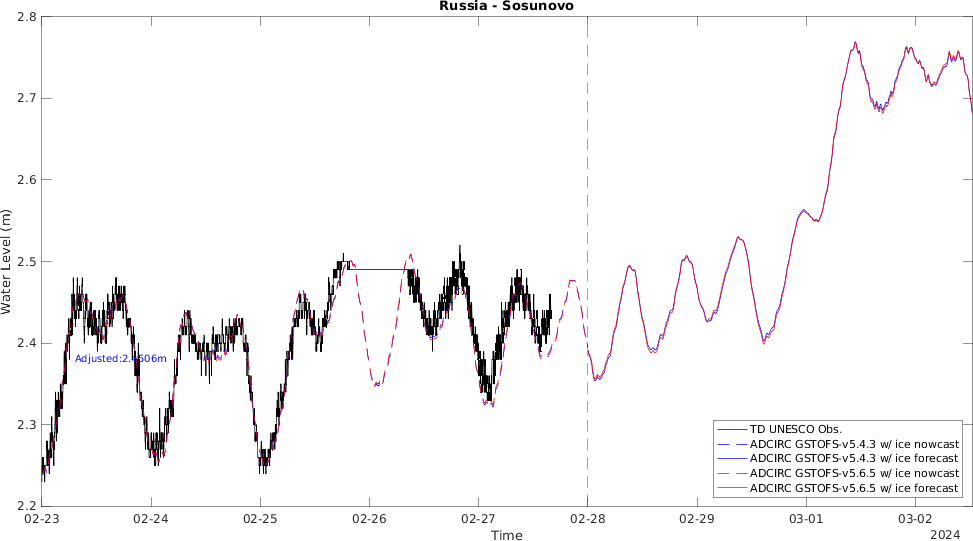 Russia - Sosunovo
Water Level (m)
2.8
2.7
2.6
2.5
2.4
2.3
2.2
Adjusted:2.4506m
TD UNESCO Obs.
ADCIRC GSTOFS-v5.4.3 w/ ice nowcast
ADCIRC GSTOFS-v5.4.3 w/ ice forecast
ADCIRC GSTOFS-v5.6.5 w/ ice nowcast
ADCIRC GSTOFS-v5.6.5 w/ ice forecast
02-23 02-24 02-25 02-26 02-27 02-28 02-29 03-01 03-02
Time
2024